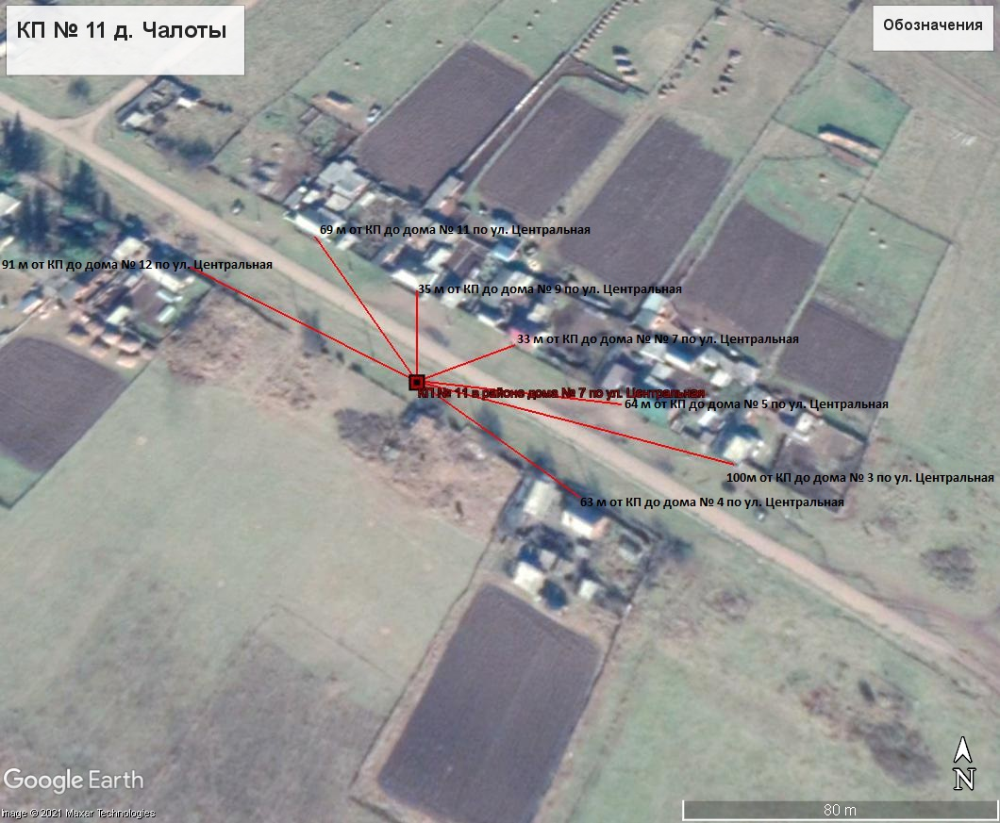 КП № 11 д. Чалоты
Обозначения
69 м от КП до дома № 11 по ул. Центральная
91 м от КП до дома № 12 по ул. Центральная
35 м от КП до дома № 9 по ул. Центральная
33 м от КП до дома № № 7 по ул. Центральная
КП № 11 в районе дома № 7 по ул. Центральная
64 м от КП до дома № 5 по ул. Центральная
100м от КП до дома № 3 по ул. Центральная
63 м от КП до дома № 4 по ул. Центральная
N
Google Earth
Image © 2021 Maxar Technologies
80 m